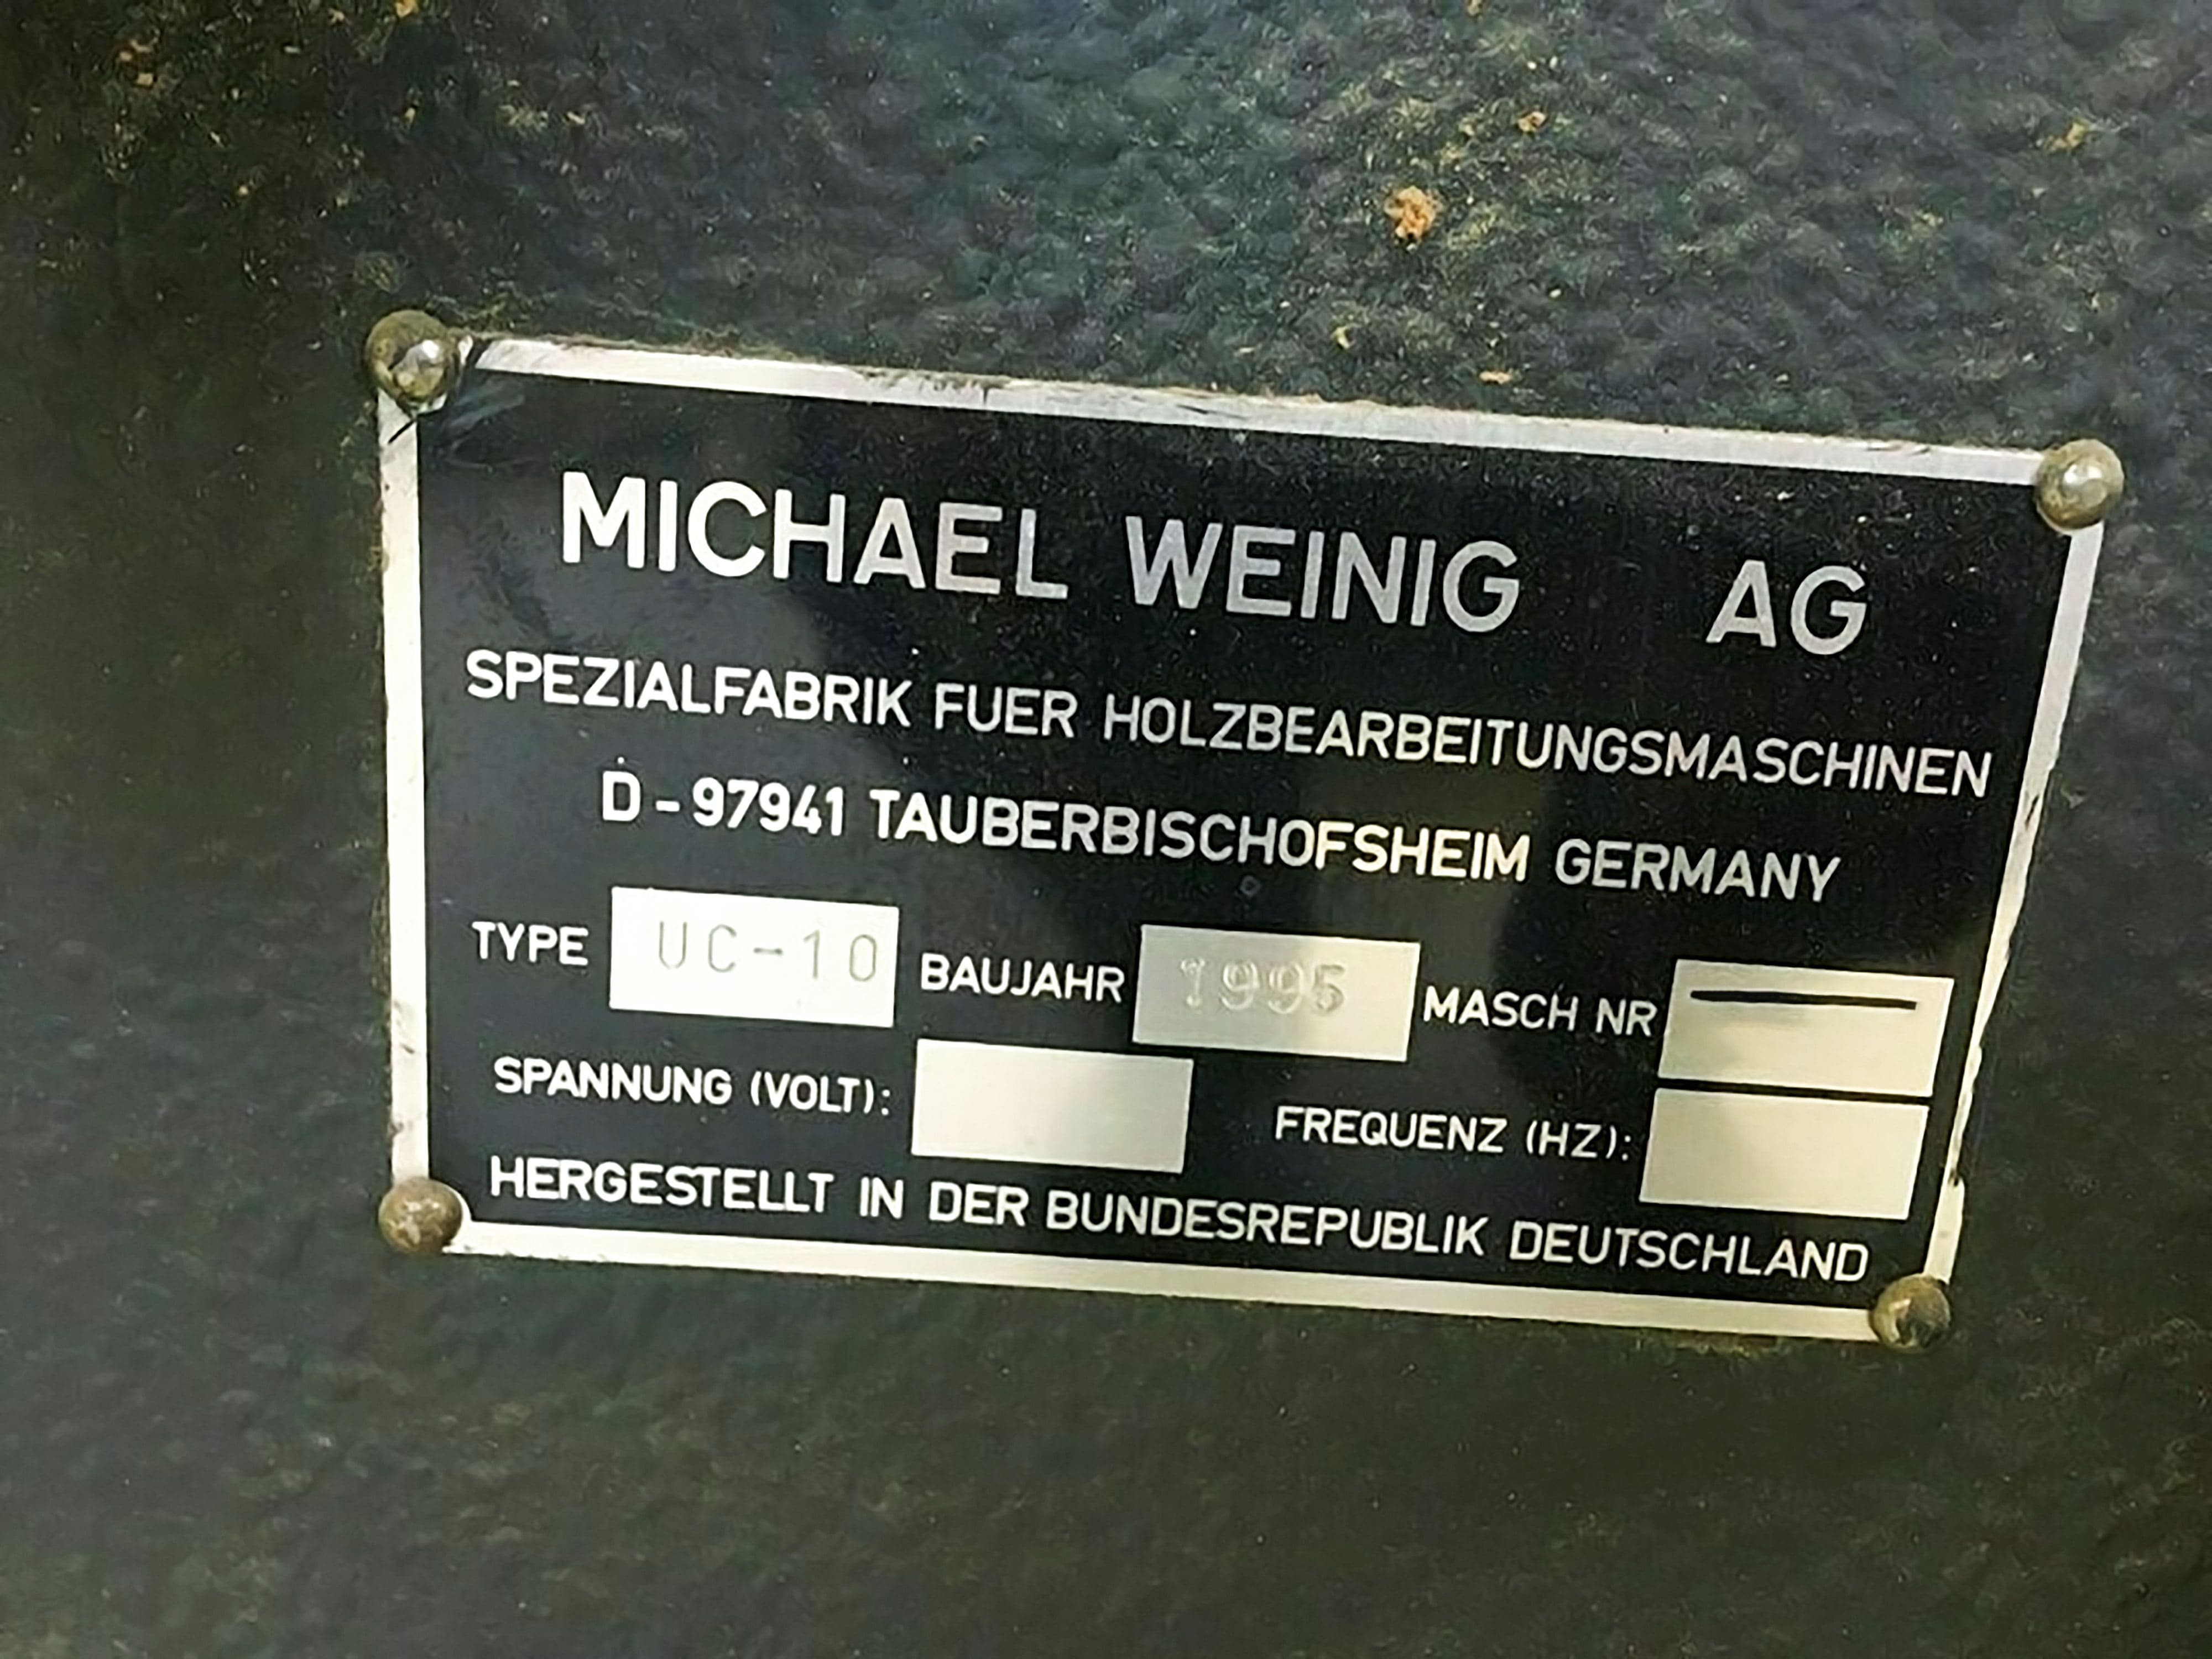 MICHAEL WEINIG AG
SPEZIALFABRIK FUER HOLZBEARBEITUNGSMASCHINEN
D-97941 TAUBERBISCHOFSHEIM GERMANY
TYPE UC-10 BAUJAHR 1995 MASCH NR —
SPANNUNG (VOLT): FREQUENZ (HZ):
HERGESTELLT IN DER BUNDESREPUBLIK DEUTSCHLAND